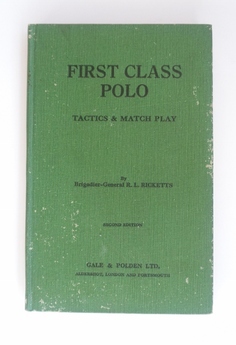 FIRST CLASS
POLO
TACTICS & MATCH PLAY
By
Brigadier-General R. L. RICKETTS
SECOND EDITION
GALE & POLDEN LTD.
ALDERSHOT, LONDON AND PORTSMOUTH